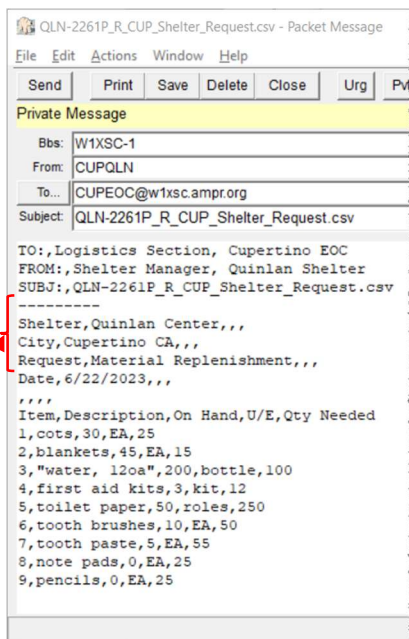 QLN-2261P_R_CUP_Shelter_Request.csv - Packet Message
File Edit Actions Window Help
Send Print Save Delete Close Urg Pvt
Private Message
Bbs: W1XSC-1
From: CUPQLN
To... CUPEOC@w1xsc.ampr.org
Subject: QLN-2261P_R_CUP_Shelter_Request.csv
TO:,Logistics Section, Cupertino EOC
FROM:,Shelter Manager, Quinlan Shelter
SUBJ:,QLN-2261P_R_CUP_Shelter_Request.csv
---------
Shelter,Quinlan Center,,,
City,Cupertino CA,,,
Request,Material Replenishment,,,
Date,6/22/2023,,,
,,,,
Item,Description,On Hand,U/E,Qty Needed
1,cots,30,EA,25
2,blankets,45,EA,15
3,"water, 12oa",200,bottle,100
4,first aid kits,3,kit,12
5,toilet paper,50,roles,250
6,tooth brushes,10,EA,50
7,tooth paste,5,EA,55
8,note pads,0,EA,25
9,pencils,0,EA,25